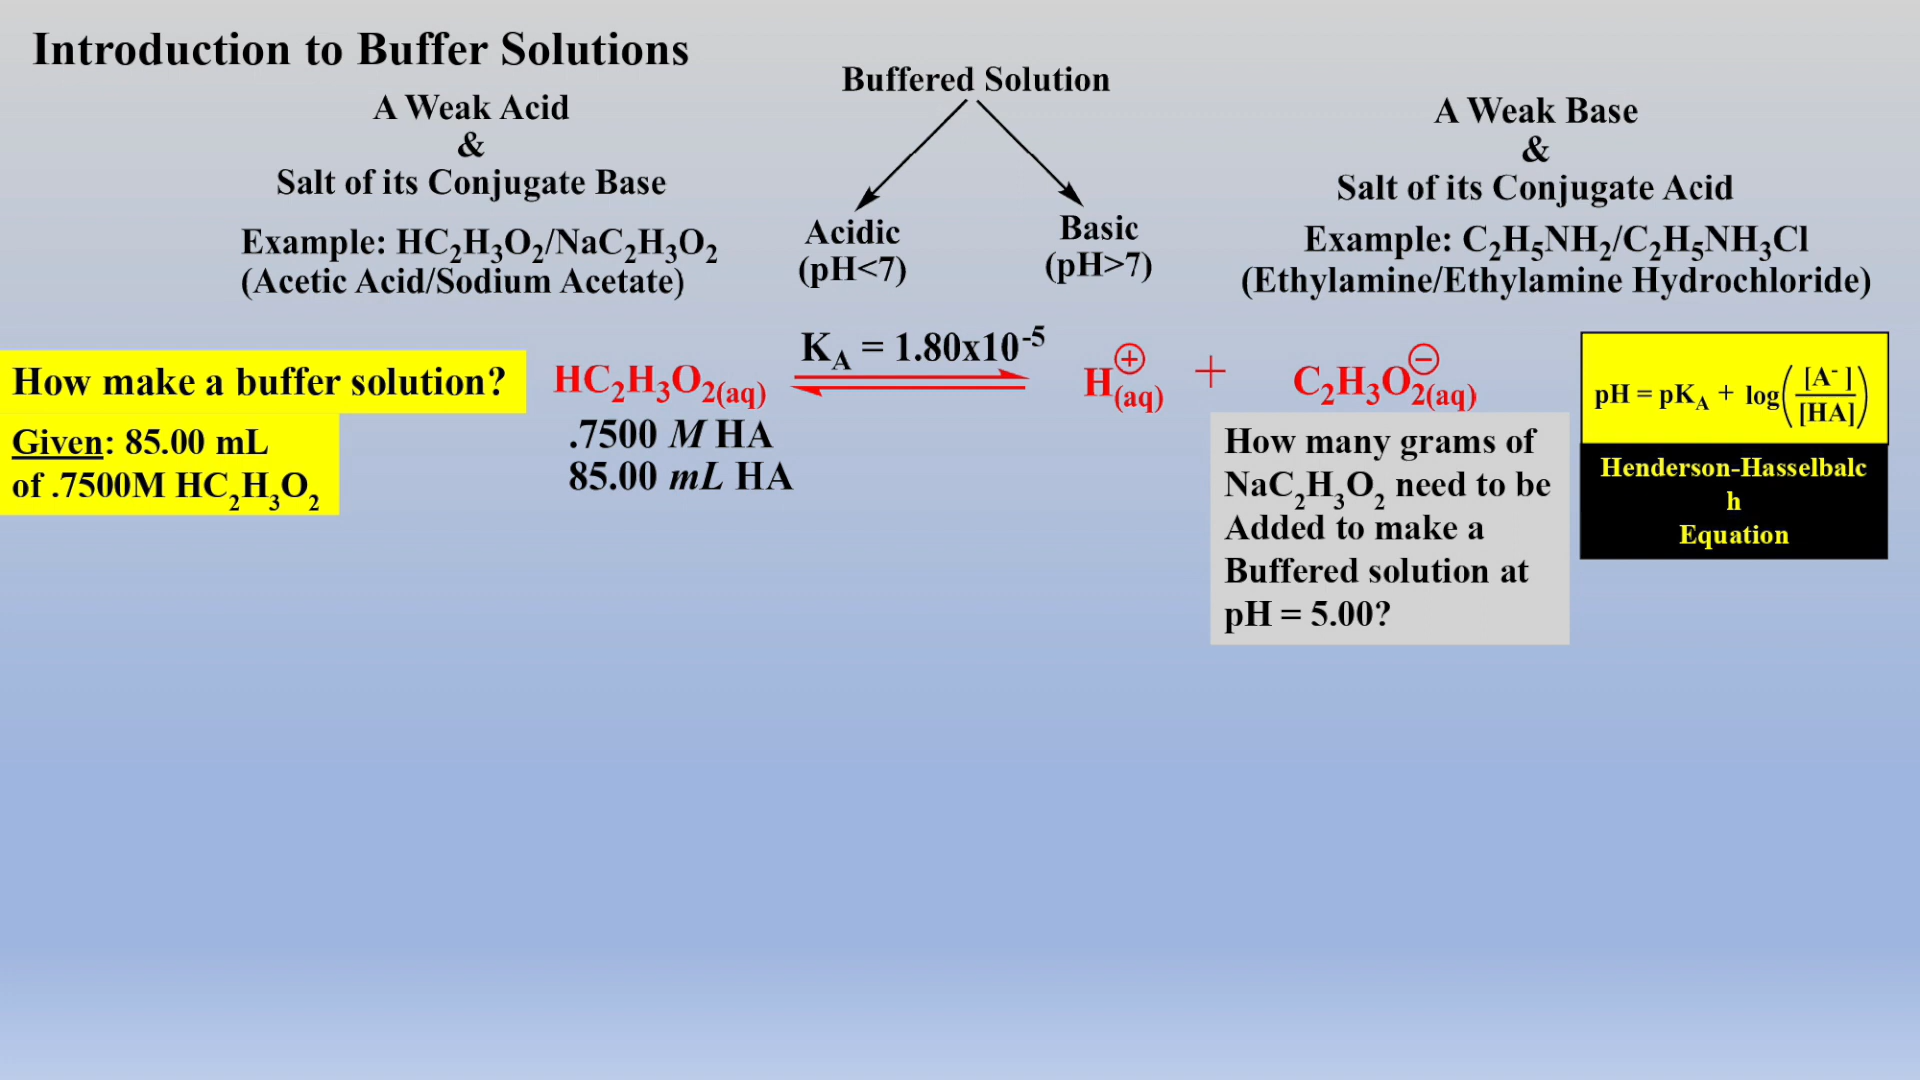 Introduction to Buffer Solutions
A Weak Acid
&
Salt of its Conjugate Base
Example: HC₂H₃O₂/NaC₂H₃O₂
(Acetic Acid/Sodium Acetate)
Buffered Solution
Acidic
(pH<7)
Basic
(pH>7)
A Weak Base
&
Salt of its Conjugate Acid
Example: C₂H₅NH₂/C₂H₅NH₃Cl
(Ethylamine/Ethylamine Hydrochloride)
How make a buffer solution?
Given: 85.00 mL
of .7500M HC₂H₃O₂
K_A = 1.80x10⁻⁵
HC₂H₃O₂(aq) ⇌ H⊕(aq) + C₂H₃O₂⊖(aq)
.7500 M HA
85.00 mL HA
How many grams of
NaC₂H₃O₂ need to be
Added to make a
Buffered solution at
pH = 5.00?
pH = pK_A + log([A⁻]/[HA])
Henderson-Hasselbalc
h
Equation